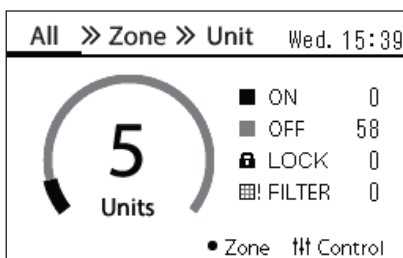 All » Zone » Unit Wed. 15:39
5
Units
ON 0
OFF 58
LOCK 0
FILTER 0
Zone Control